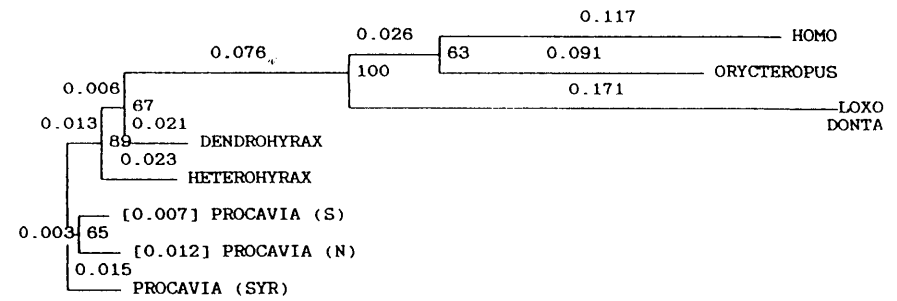 0.117
0.026 HOMO
0.076 63 0.091
100 ORYCTEROPUS
0.006 0.171
67 LOXO
0.013 0.021 DONTA
89 DENDROHYRAX
0.023
HETEROHYRAX
[0.007] PROCAVIA (S)
0.003 65
[0.012] PROCAVIA (N)
0.015
PROCAVIA (SYR)